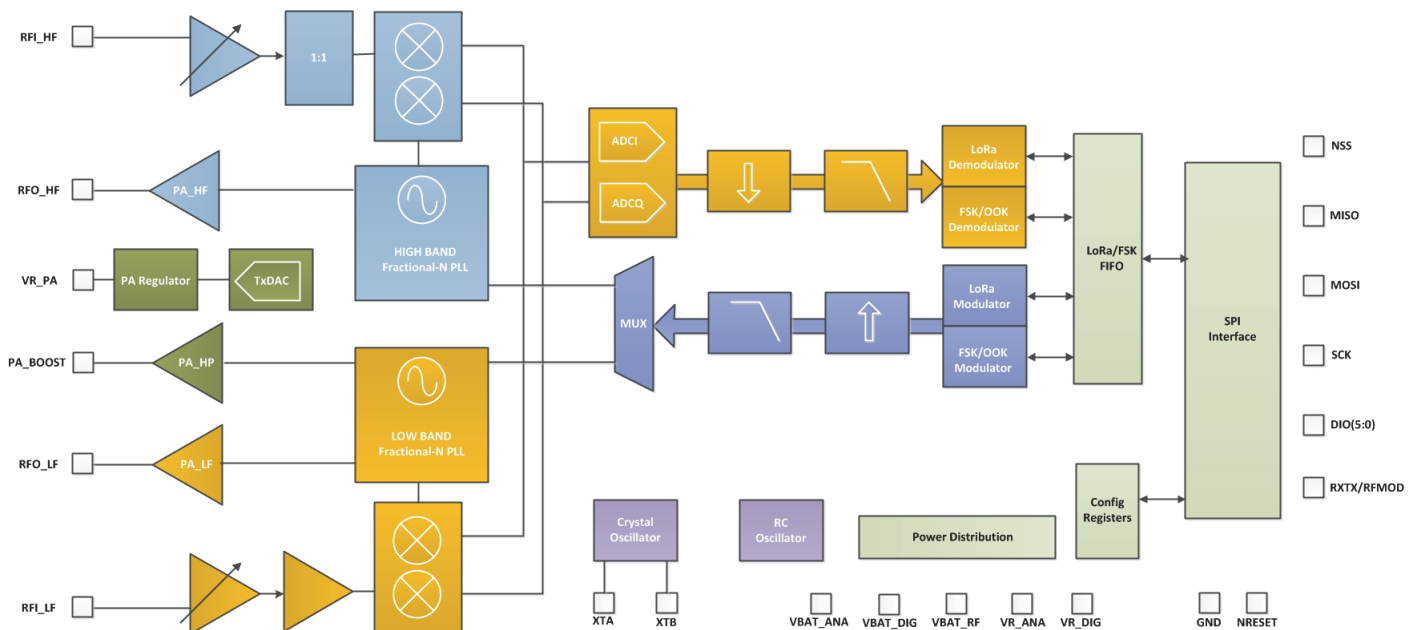 RFI_HF
1:1
RFO_HF
PA_HF
HIGH BAND
Fractional-N PLL
VR_PA
PA Regulator
TxDAC
PA_BOOST
PA_HP
LOW BAND
Fractional-N PLL
RFO_LF
PA_LF
RFI_LF
ADCI
ADCQ
LoRa
Demodulator
FSK/OOK
Demodulator
MUX
LoRa
Modulator
FSK/OOK
Modulator
LoRa/FSK
FIFO
SPI
Interface
NSS
MISO
MOSI
SCK
DIO(5:0)
RXTX/RFMOD
Crystal
Oscillator
RC
Oscillator
Power Distribution
Config
Registers
XTA
XTB
VBAT_ANA
VBAT_DIG
VBAT_RF
VR_ANA
VR_DIG
GND
NRESET